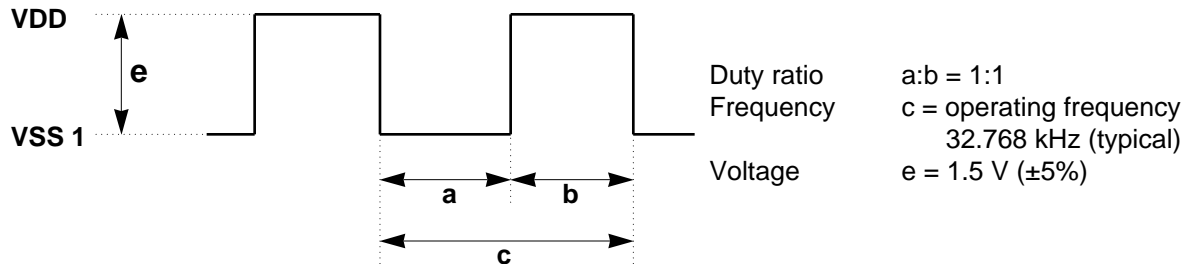 VDD
e
VSS 1
a
b
c
Duty ratio a:b = 1:1
Frequency c = operating frequency
32.768 kHz (typical)
Voltage e = 1.5 V (±5%)